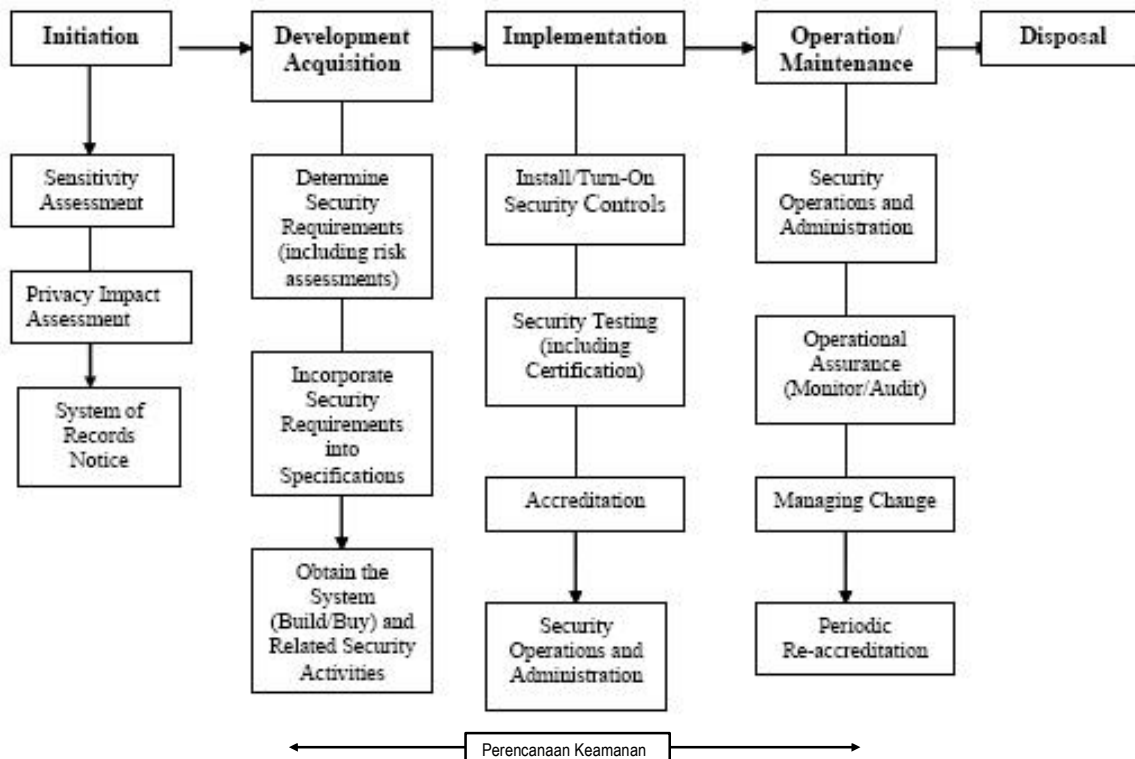 Initiation
Development
Acquisition
Implementation
Operation/
Maintenance
Disposal
Sensitivity
Assessment
Privacy Impact
Assessment
System of
Records
Notice
Determine
Security
Requirements
(including risk
assessments)
Incorporate
Security
Requirements
into
Specifications
Obtain the
System
(Build/Buy) and
Related Security
Activities
Install/Turn-On
Security Controls
Security Testing
(including
Certification)
Accreditation
Security
Operations and
Administration
Security
Operations and
Administration
Operational
Assurance
(Monitor/Audit)
Managing Change
Periodic
Re-accreditation
Perencanaan Keamanan